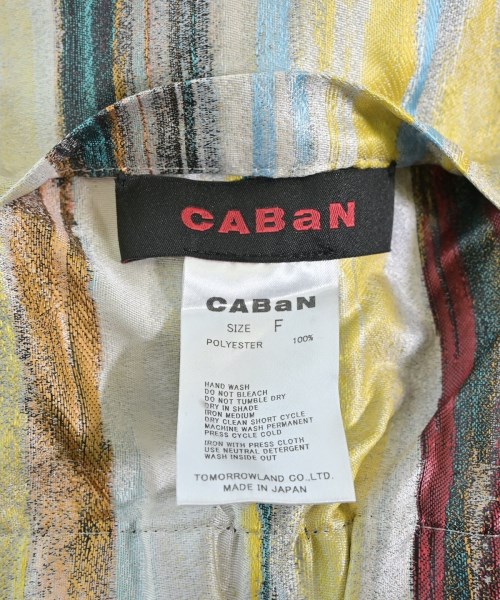 CABaN
CABaN
SIZE F
POLYESTER 100%
HAND WASH
DO NOT BLEACH
DO NOT TUMBLE DRY
DRY IN SHADE
IRON MEDIUM
DRY CLEAN SHORT CYCLE
MACHINE WASH PERMANENT
PRESS CYCLE COLD
IRON WITH PRESS CLOTH
USE NEUTRAL DETERGENT
WASH INSIDE OUT
TOMORROWLAND CO.,LTD.
MADE IN JAPAN